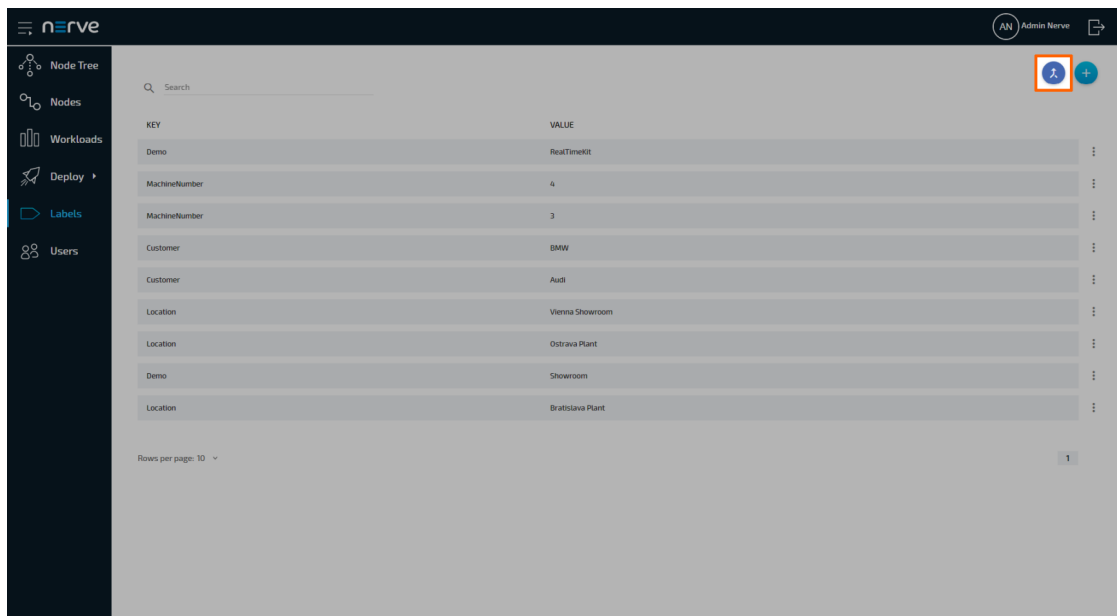 nerve
AN Admin Nerve
Node Tree
Nodes
Workloads
Deploy
Labels
Users
Search
KEY VALUE
Demo RealTimeKit
MachineNumber 4
MachineNumber 3
Customer BMW
Customer Audi
Location Vienna Showroom
Location Ostrava Plant
Demo Showroom
Location Bratislava Plant
Rows per page: 10 1